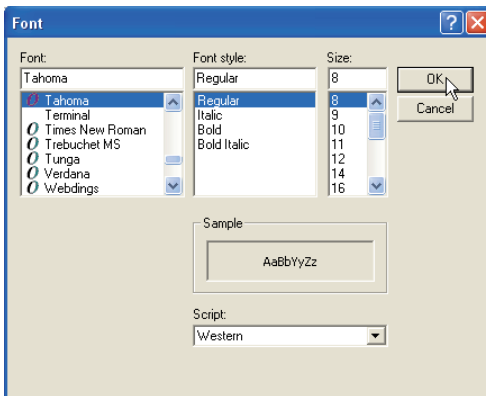 Font
Font:
Tahoma
Tahoma
Terminal
Times New Roman
Trebuchet MS
Tunga
Verdana
Webdings
Font style:
Regular
Regular
Italic
Bold
Bold Italic
Size:
8
8
9
10
11
12
14
16
OK
Cancel
Sample
AaBbYyZz
Script:
Western